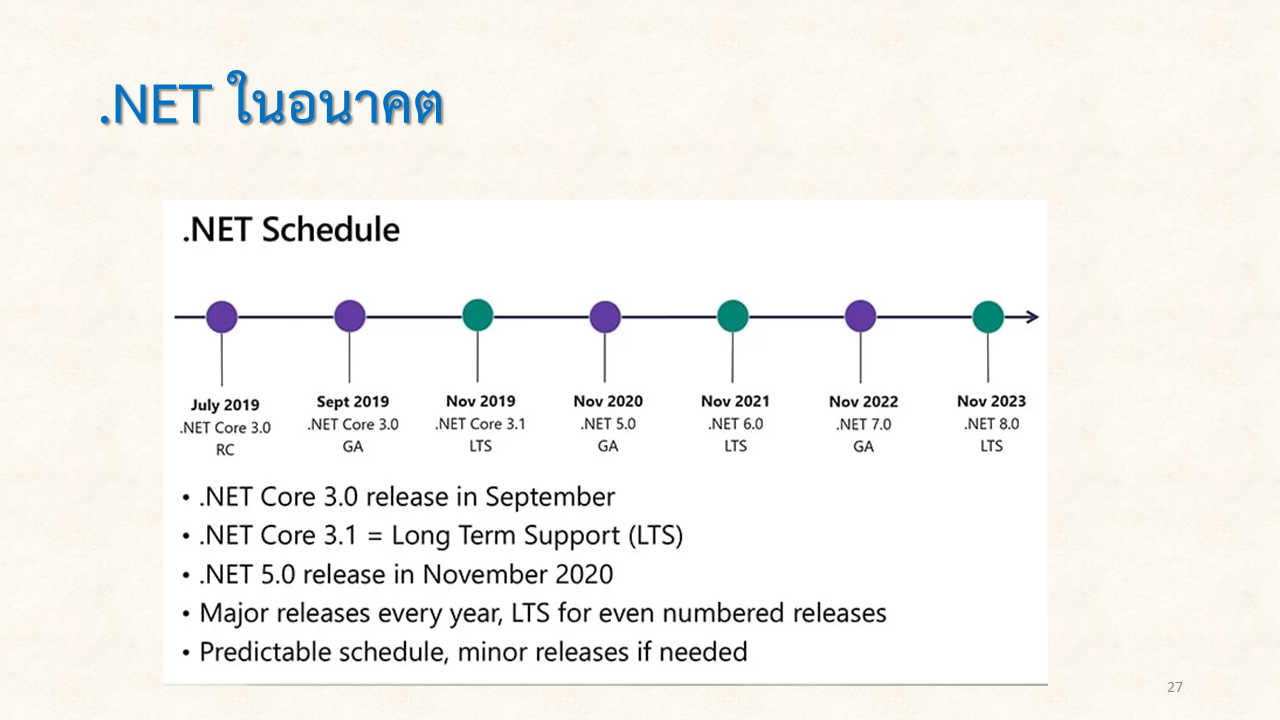 .NET ในอนาคต
.NET Schedule
July 2019
.NET Core 3.0
RC
Sept 2019
.NET Core 3.0
GA
Nov 2019
.NET Core 3.1
LTS
Nov 2020
.NET 5.0
GA
Nov 2021
.NET 6.0
LTS
Nov 2022
.NET 7.0
GA
Nov 2023
.NET 8.0
LTS
• .NET Core 3.0 release in September
• .NET Core 3.1 = Long Term Support (LTS)
• .NET 5.0 release in November 2020
• Major releases every year, LTS for even numbered releases
• Predictable schedule, minor releases if needed
27